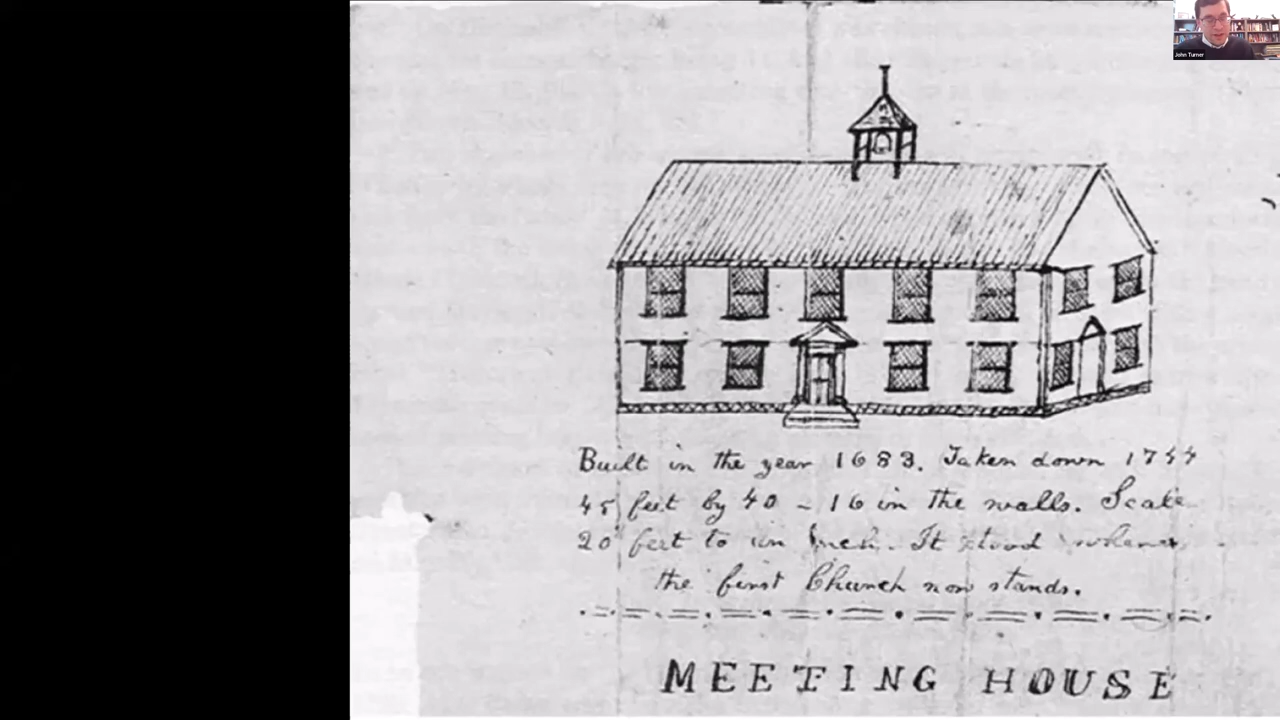 John Turner
Built in the year 1683. Taken down 1744
45 feet by 40 - 16 in the walls. Scale
20 feet to an Inch. It stood where
the first Church now stands.
MEETING HOUSE